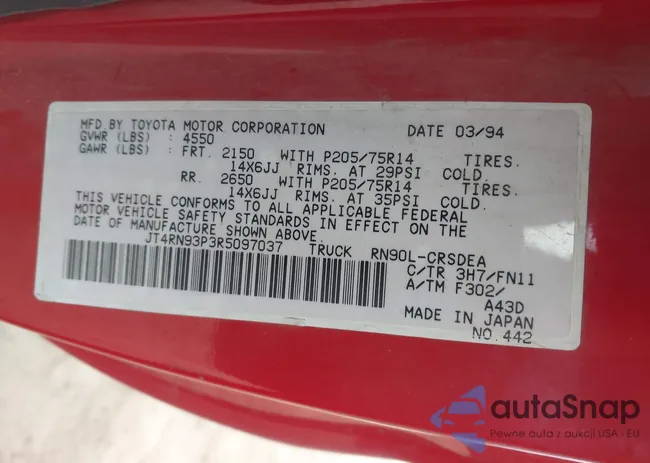 MFD.BY TOYOTA MOTOR CORPORATION DATE 03/94
GVWR (LBS) : 4550
GAWR (LBS) : FRT. 2150 WITH P205/75R14 TIRES.
14X6JJ RIMS. AT 29PSI COLD.
RR. 2650 WITH P205/75R14 TIRES.
14X6JJ RIMS. AT 35PSI COLD.
THIS VEHICLE CONFORMS TO ALL APPLICABLE FEDERAL
MOTOR VEHICLE SAFETY STANDARDS IN EFFECT ON THE
DATE OF MANUFACTURE SHOWN ABOVE.
JT4RN93P3R5097037 TRUCK RN90L-CRSDEA
C/TR 3H7/FN11
A/TM F302/
A43D
MADE IN JAPAN
NO.442
autaSnap
Pewne auta z aukcji USA - EU